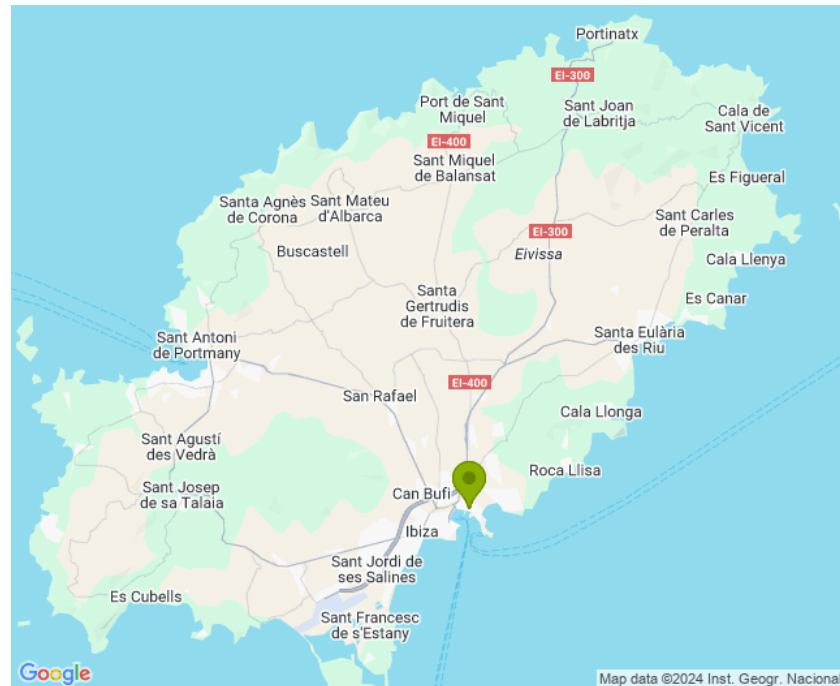 Portinatx
EI-300
Port de Sant
Miquel
Sant Joan
de Labritja
Cala de
Sant Vicent
EI-400
Sant Miquel
de Balansat
Es Figueral
Santa Agnès
de Corona
Sant Mateu
d'Albarca
Sant Carles
de Peralta
EI-300
Buscastell
Eivissa
Cala Llenya
Santa
Gertrudis
de Fruitera
Es Canar
Sant Antoni
de Portmany
Santa Eulària
des Riu
EI-400
San Rafael
Cala Llonga
Sant Agustí
des Vedrà
Roca Llisa
Sant Josep
de sa Talaia
Can Bufí
Ibiza
Sant Jordi de
ses Salines
Es Cubells
Sant Francesc
de s'Estany
Google
Map data ©2024 Inst. Geogr. Nacional